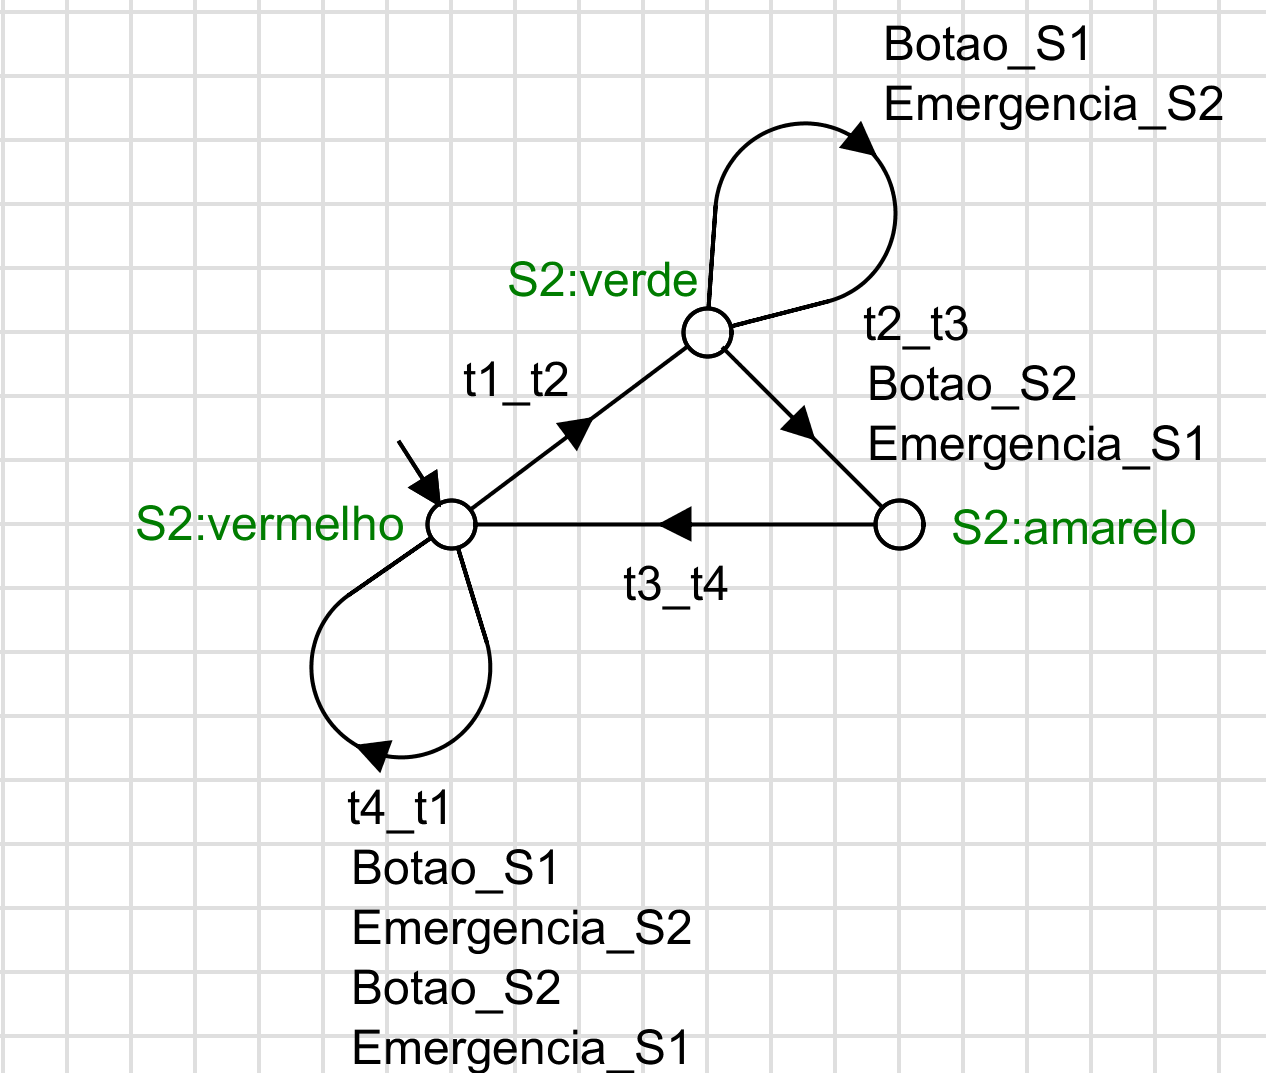 Botao_S1
Emergencia_S2
S2:verde
t2_t3
Botao_S2
Emergencia_S1
t1_t2
S2:vermelho
S2:amarelo
t3_t4
t4_t1
Botao_S1
Emergencia_S2
Botao_S2
Emergencia_S1